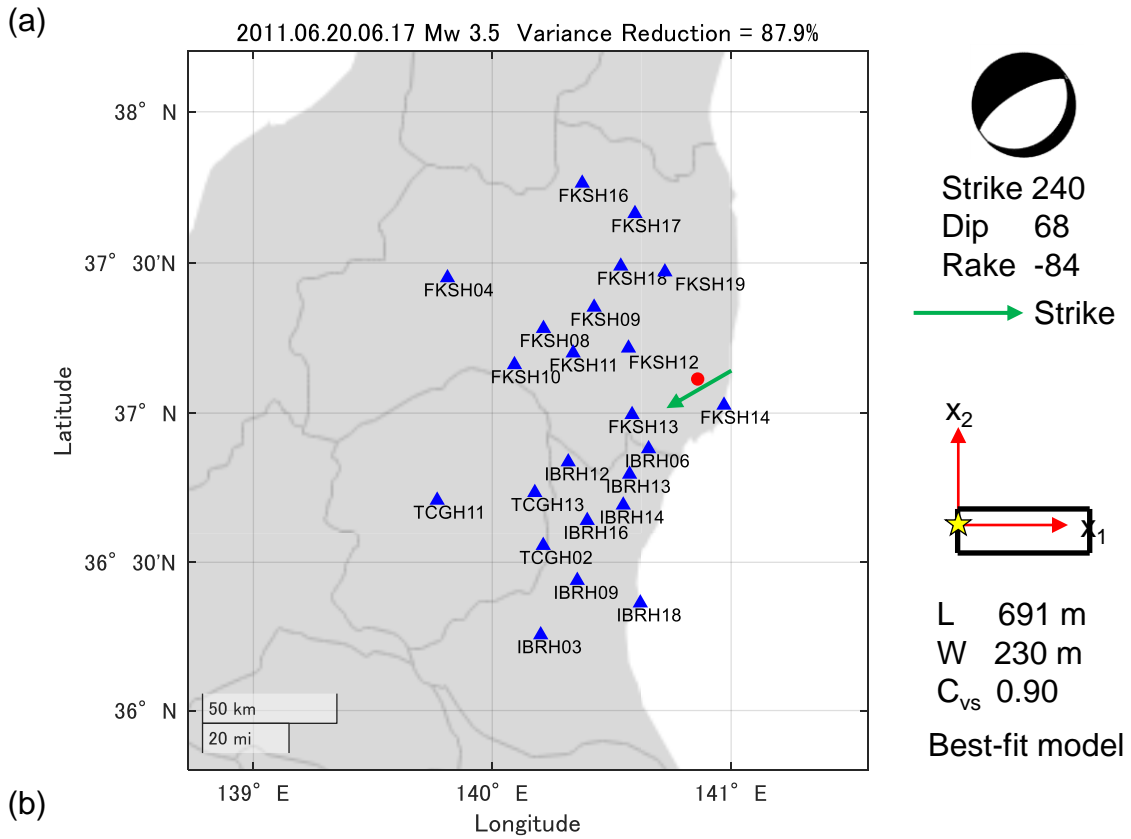 (a)
2011.06.20.06.17 Mw 3.5 Variance Reduction = 87.9%
38° N
37° 30'N
37° N
36° 30'N
36° N
Latitude
FKSH16
FKSH17
FKSH18
FKSH19
FKSH04
FKSH09
FKSH08
FKSH11
FKSH12
FKSH10
FKSH14
FKSH13
IBRH06
IBRH12
IBRH13
TCGH11
TCGH13
IBRH14
IBRH16
TCGH02
IBRH09
IBRH18
IBRH03
50 km
20 mi
139° E
140° E
141° E
Longitude
Strike 240
Dip 68
Rake -84
Strike
x2
x1
L 691 m
W 230 m
Cvs 0.90
Best-fit model
(b)